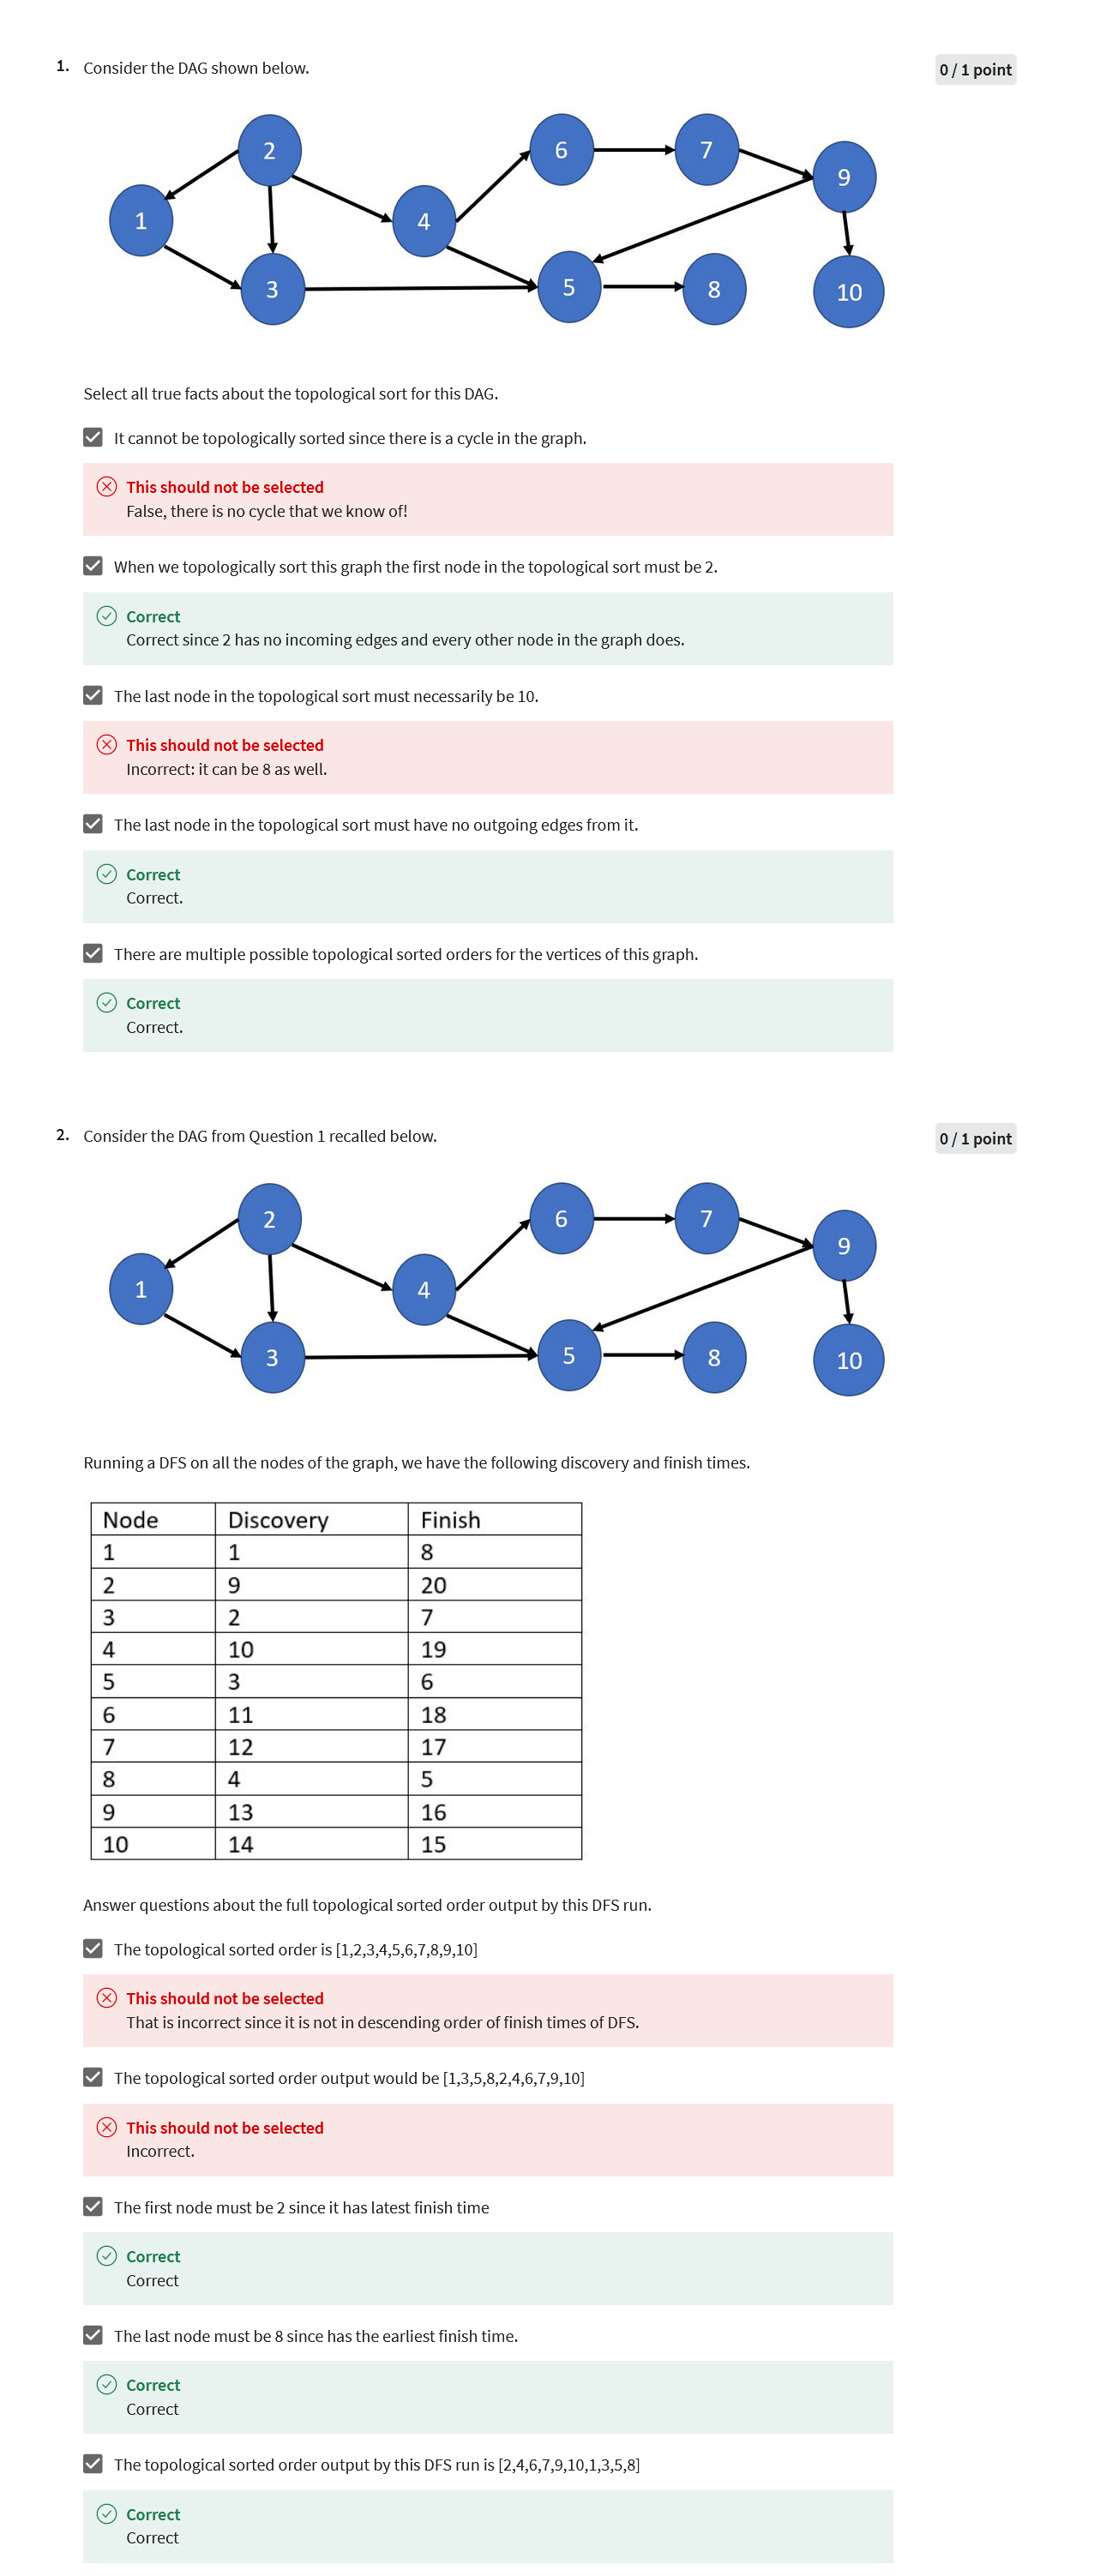 1. Consider the DAG shown below.
0 / 1 point
2
6
7
9
1
4
3
5
8
10
Select all true facts about the topological sort for this DAG.
It cannot be topologically sorted since there is a cycle in the graph.
This should not be selected
False, there is no cycle that we know of!
When we topologically sort this graph the first node in the topological sort must be 2.
Correct
Correct since 2 has no incoming edges and every other node in the graph does.
The last node in the topological sort must necessarily be 10.
This should not be selected
Incorrect: it can be 8 as well.
The last node in the topological sort must have no outgoing edges from it.
Correct
Correct.
There are multiple possible topological sorted orders for the vertices of this graph.
Correct
Correct.
2. Consider the DAG from Question 1 recalled below.
0 / 1 point
2
6
7
9
1
4
3
5
8
10
Running a DFS on all the nodes of the graph, we have the following discovery and finish times.
Node Discovery Finish
1 1 8
2 9 20
3 2 7
4 10 19
5 3 6
6 11 18
7 12 17
8 4 5
9 13 16
10 14 15
Answer questions about the full topological sorted order output by this DFS run.
The topological sorted order is [1,2,3,4,5,6,7,8,9,10]
This should not be selected
That is incorrect since it is not in descending order of finish times of DFS.
The topological sorted order output would be [1,3,5,8,2,4,6,7,9,10]
This should not be selected
Incorrect.
The first node must be 2 since it has latest finish time
Correct
Correct
The last node must be 8 since has the earliest finish time.
Correct
Correct
The topological sorted order output by this DFS run is [2,4,6,7,9,10,1,3,5,8]
Correct
Correct